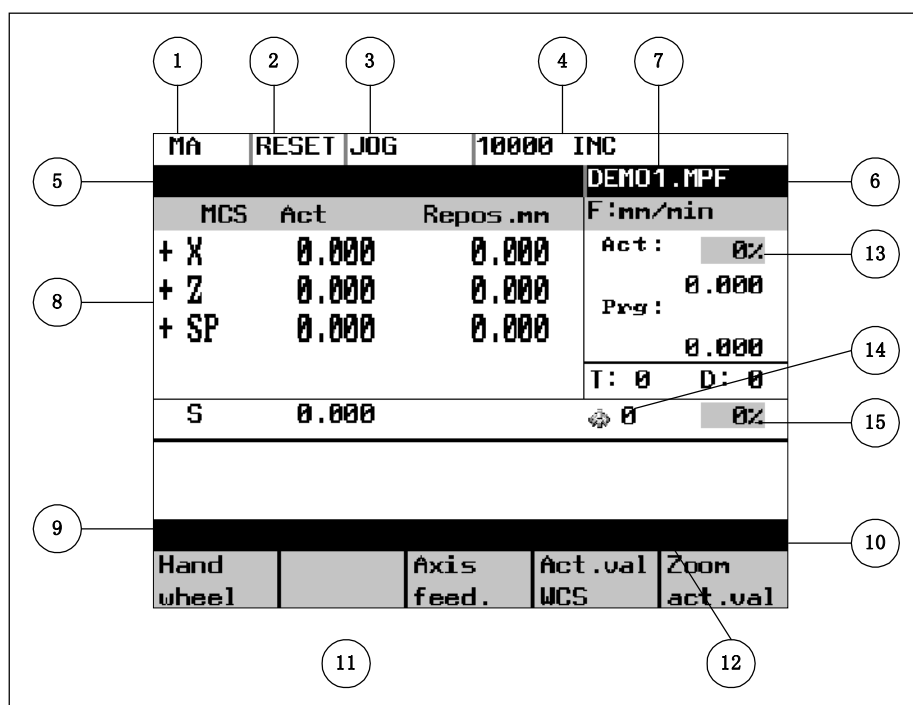 1 2 3 4 7
MA RESET JOG 10000 INC
5 DEMO1.MPF 6
MCS Act Repos.mm F:mm/min
+ X 0.000 0.000 Act: 0% 13
+ Z 0.000 0.000 0.000
8
+ SP 0.000 0.000 Prg:
0.000 14
T: 0 D: 0
S 0.000 0 0% 15
9 10
Hand wheel
Axis feed.
Act.val WCS
Zoom act.val
11 12